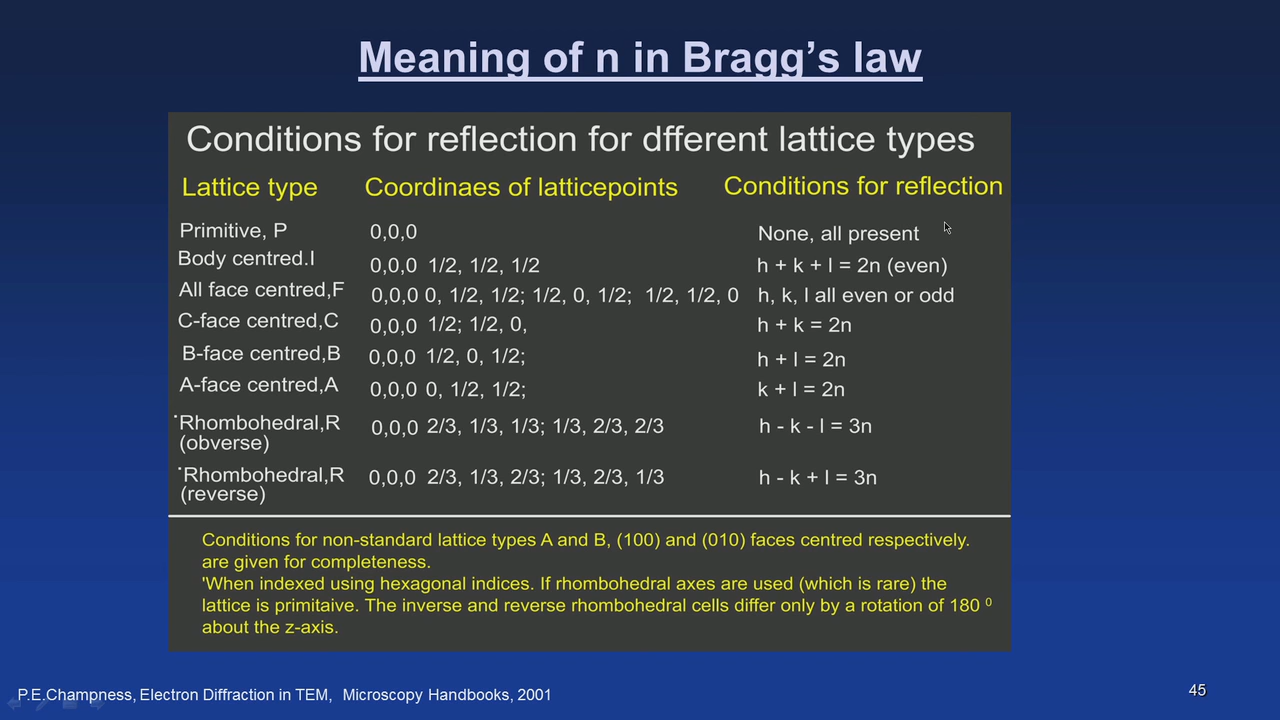 Meaning of n in Bragg’s law
Conditions for reflection for dfferent lattice types
Lattice type Coordinaes of latticepoints Conditions for reflection
Primitive, P 0,0,0 None, all present
Body centred.I 0,0,0 1/2, 1/2, 1/2 h + k + l = 2n (even)
All face centred,F 0,0,0 0, 1/2, 1/2; 1/2, 0, 1/2; 1/2, 1/2, 0 h, k, l all even or odd
C-face centred,C 0,0,0 1/2; 1/2, 0, h + k = 2n
B-face centred,B 0,0,0 1/2, 0, 1/2; h + l = 2n
A-face centred,A 0,0,0 0, 1/2, 1/2; k + l = 2n
'Rhombohedral,R 0,0,0 2/3, 1/3, 1/3; 1/3, 2/3, 2/3 h - k - l = 3n
(obverse)
'Rhombohedral,R 0,0,0 2/3, 1/3, 2/3; 1/3, 2/3, 1/3 h - k + l = 3n
(reverse)
Conditions for non-standard lattice types A and B, (100) and (010) faces centred respectively.
are given for completeness.
'When indexed using hexagonal indices. If rhombohedral axes are used (which is rare) the
lattice is primitaive. The inverse and reverse rhombohedral cells differ only by a rotation of 180 ⁰
about the z-axis.
P.E.Champness, Electron Diffraction in TEM, Microscopy Handbooks, 2001
45